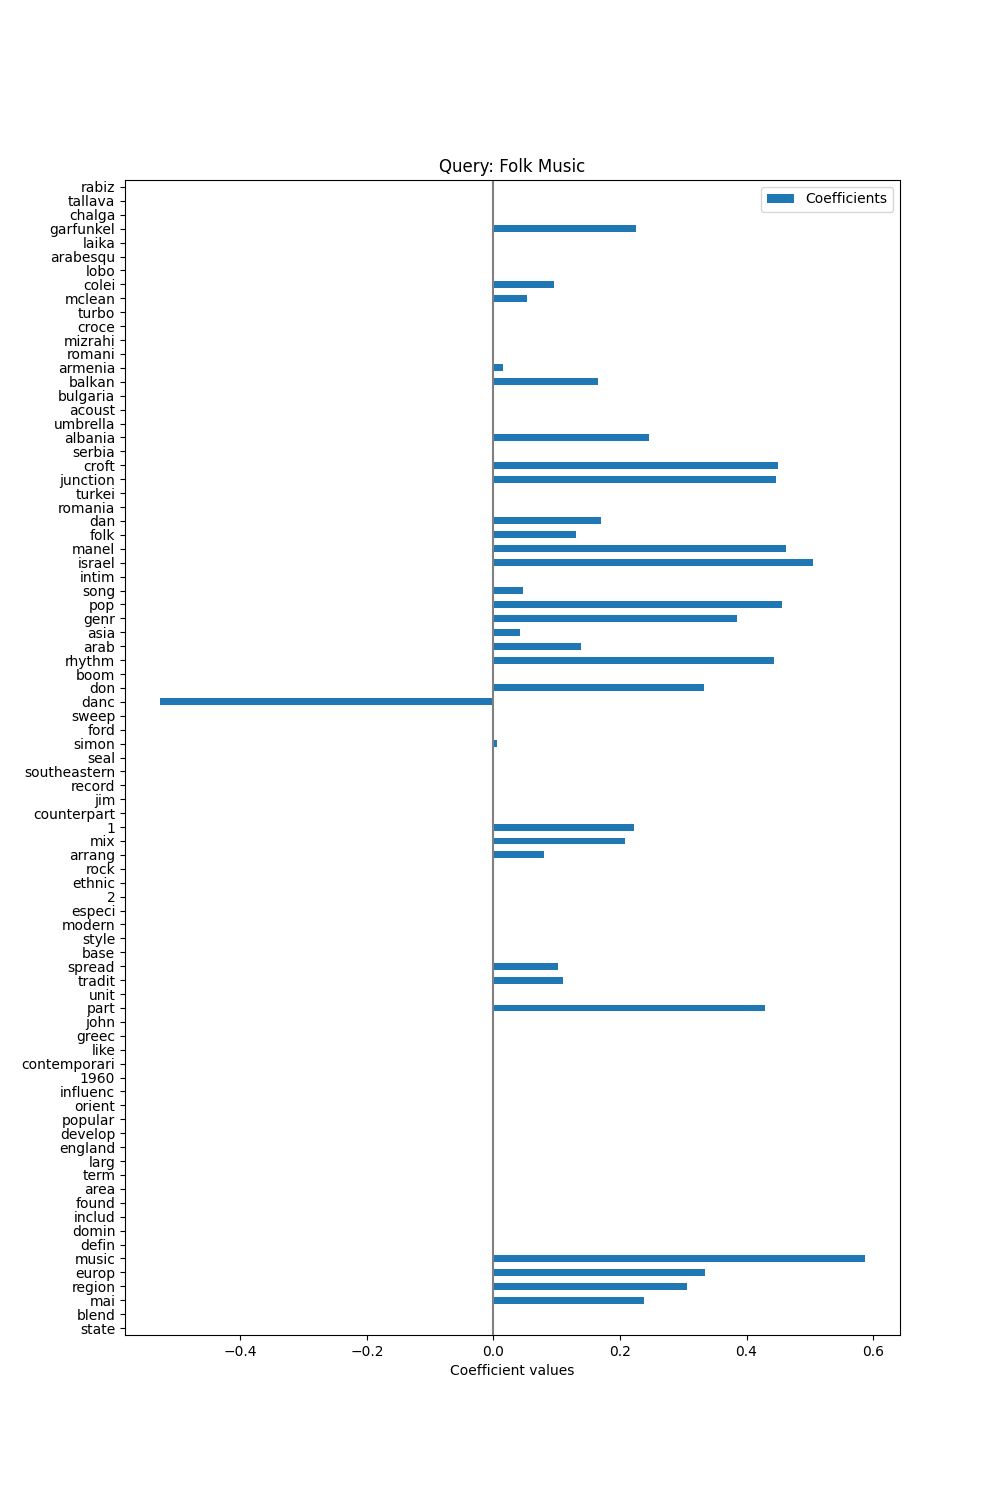 Query: Folk Music
Coefficients
rabiz
tallava
chalga
garfunkel
laika
arabesqu
lobo
colei
mclean
turbo
croce
mizrahi
romani
armenia
balkan
bulgaria
acoust
umbrella
albania
serbia
croft
junction
turkei
romania
dan
folk
manel
israel
intim
song
pop
genr
asia
arab
rhythm
boom
don
danc
sweep
ford
simon
seal
southeastern
record
jim
counterpart
1
mix
arrang
rock
ethnic
2
especi
modern
style
base
spread
tradit
unit
part
john
greec
like
contemporari
1960
influenc
orient
popular
develop
england
larg
term
area
found
includ
domin
defin
music
europ
region
mai
blend
state
−0.4 −0.2 0.0 0.2 0.4 0.6
Coefficient values